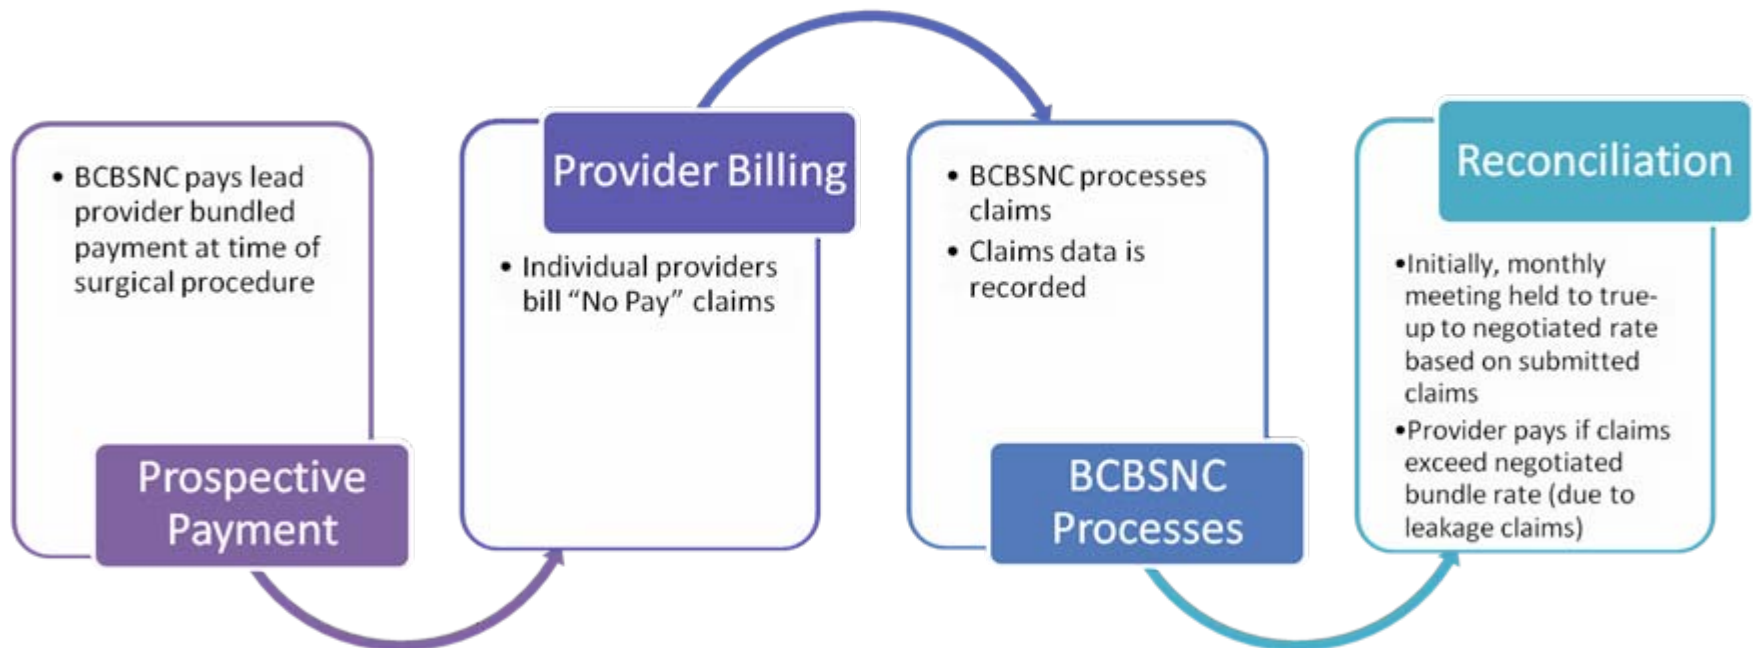 • BCBSNC pays lead
provider bundled
payment at time of
surgical procedure
Prospective
Payment
Provider Billing
• Individual providers
bill “No Pay” claims
• BCBSNC processes
claims
• Claims data is
recorded
BCBSNC
Processes
Reconciliation
•Initially, monthly
meeting held to true-
up to negotiated rate
based on submitted
claims
•Provider pays if claims
exceed negotiated
bundle rate (due to
leakage claims)